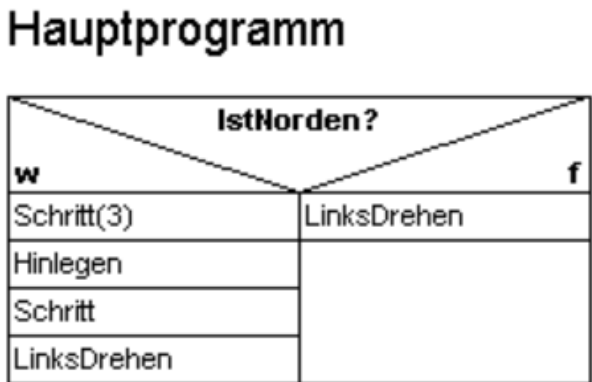 Hauptprogramm
IstNorden?
w f
Schritt(3) LinksDrehen
Hinlegen
Schritt
LinksDrehen